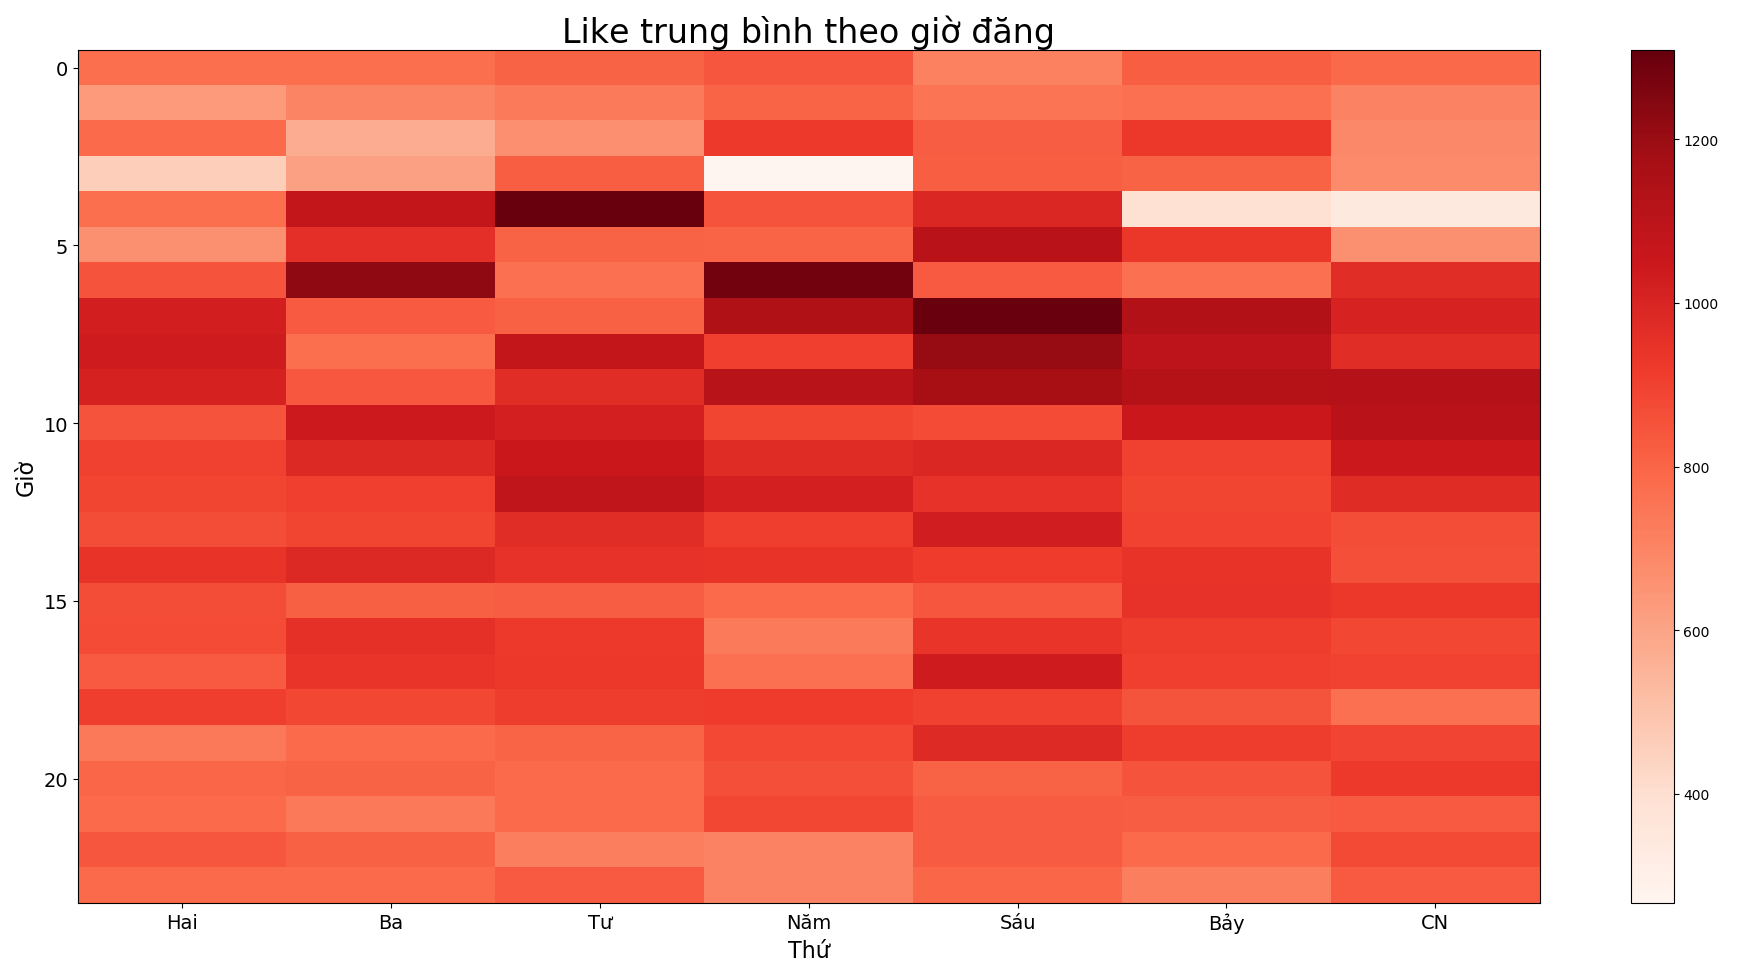 Like trung bình theo giờ đăng
0
5
10
15
20
Giờ
Hai Ba Tư Năm Sáu Bảy CN
Thứ
1200
1000
800
600
400